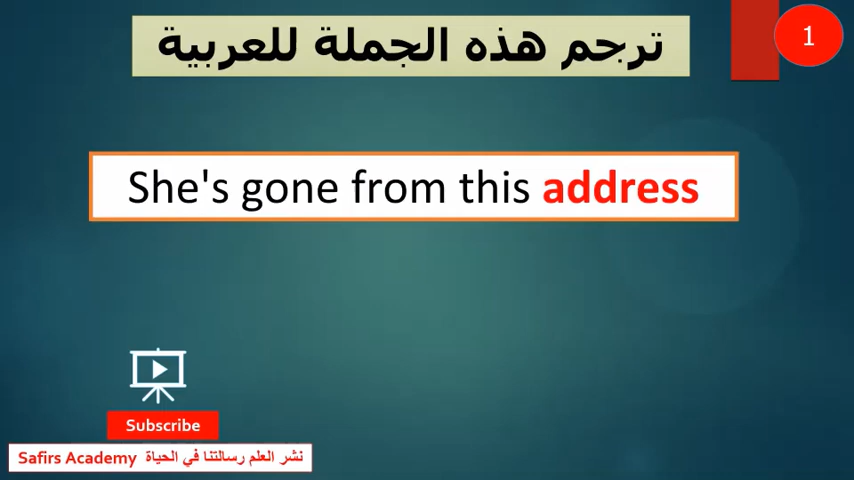 ترجم هذه الجملة للعربية
1
She's gone from this address
Subscribe
Safirs Academy نشر العلم رسالتنا في الحياة